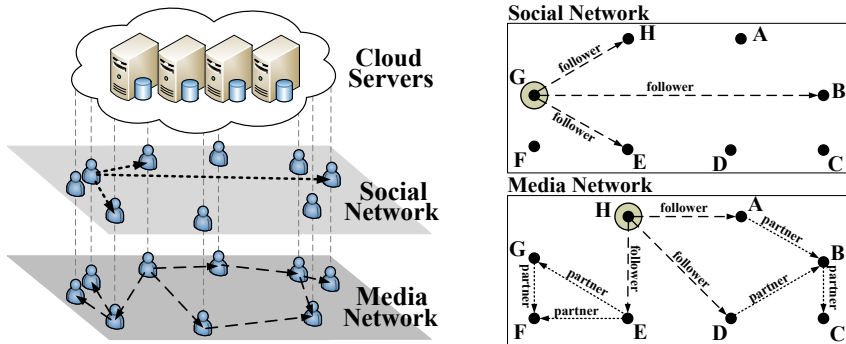 Cloud
Servers
Social
Network
Media
Network
Social Network
H
A
G
follower
follower
B
follower
F
E
D
C
Media Network
H
follower
A
partner
G
follower
follower
B
partner
partner
partner
partner
partner
F
E
D
C